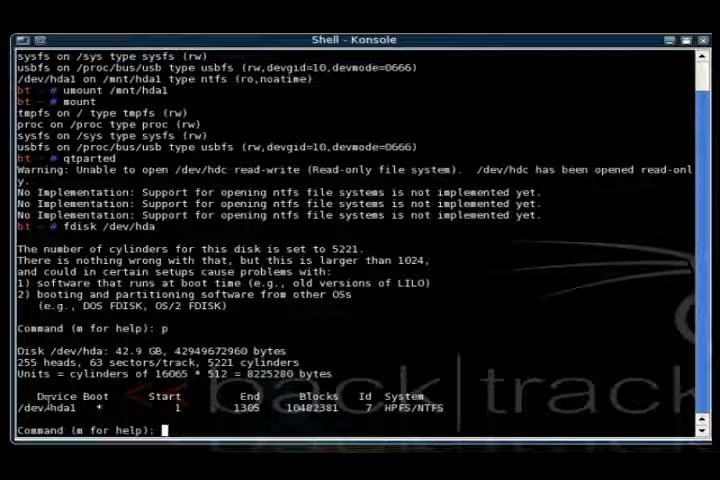 Shell - Konsole
sysfs on /sys type sysfs (rw)
usbfs on /proc/bus/usb type usbfs (rw,devgid=10,devmode=0666)
/dev/hda1 on /mnt/hda1 type ntfs (ro,noatime)
bt ~ # umount /mnt/hda1
bt ~ # mount
tmpfs on / type tmpfs (rw)
proc on /proc type proc (rw)
sysfs on /sys type sysfs (rw)
usbfs on /proc/bus/usb type usbfs (rw,devgid=10,devmode=0666)
bt ~ # qtparted
Warning: Unable to open /dev/hdc read-write (Read-only file system).  /dev/hdc has been opened read-onl
y.
No Implementation: Support for opening ntfs file systems is not implemented yet.
No Implementation: Support for opening ntfs file systems is not implemented yet.
No Implementation: Support for opening ntfs file systems is not implemented yet.
bt ~ # fdisk /dev/hda
The number of cylinders for this disk is set to 5221.
There is nothing wrong with that, but this is larger than 1024,
and could in certain setups cause problems with:
1) software that runs at boot time (e.g., old versions of LILO)
2) booting and partitioning software from other OSs
(e.g., DOS FDISK, OS/2 FDISK)
Command (m for help): p
Disk /dev/hda: 42.9 GB, 42949672960 bytes
255 heads, 63 sectors/track, 5221 cylinders
Units = cylinders of 16065 * 512 = 8225280 bytes
Device Boot Start End Blocks Id System
/dev/hda1 * 1 1305 10482381 7 HPFS/NTFS
Command (m for help):
<< back|track